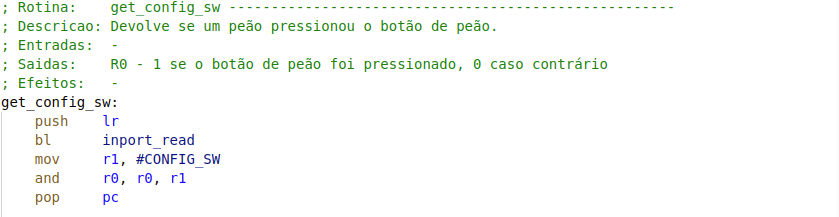 ; Rotina:    get_config_sw -----------------------------------------------------
; Descricao: Devolve se um peão pressionou o botão de peão.
; Entradas:  -
; Saidas:    R0 - 1 se o botão de peão foi pressionado, 0 caso contrário
; Efeitos:   -
get_config_sw:
    push    lr
    bl      inport_read
    mov     r1, #CONFIG_SW
    and     r0, r0, r1
    pop     pc